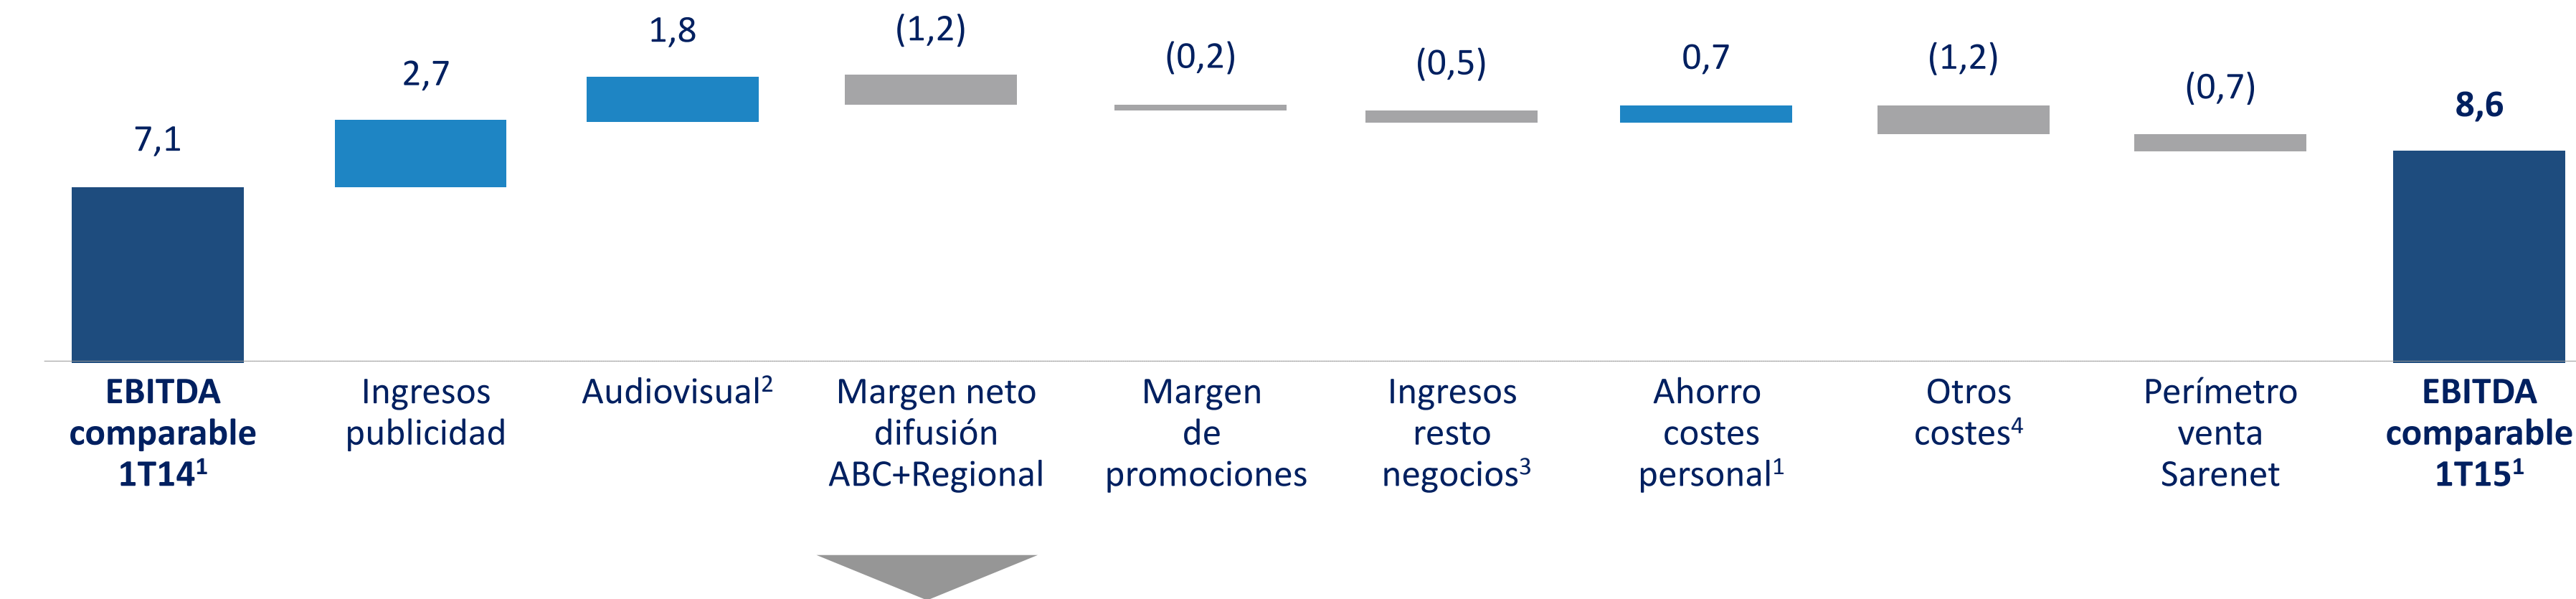 7,1
2,7
1,8
(1,2)
(0,2)
(0,5)
0,7
(1,2)
(0,7)
8,6
EBITDA
comparable
1T14¹
Ingresos
publicidad
Audiovisual²
Margen neto
difusión
ABC+Regional
Margen
de
promociones
Ingresos
resto
negocios³
Ahorro
costes
personal¹
Otros
costes⁴
Perímetro
venta
Sarenet
EBITDA
comparable
1T15¹